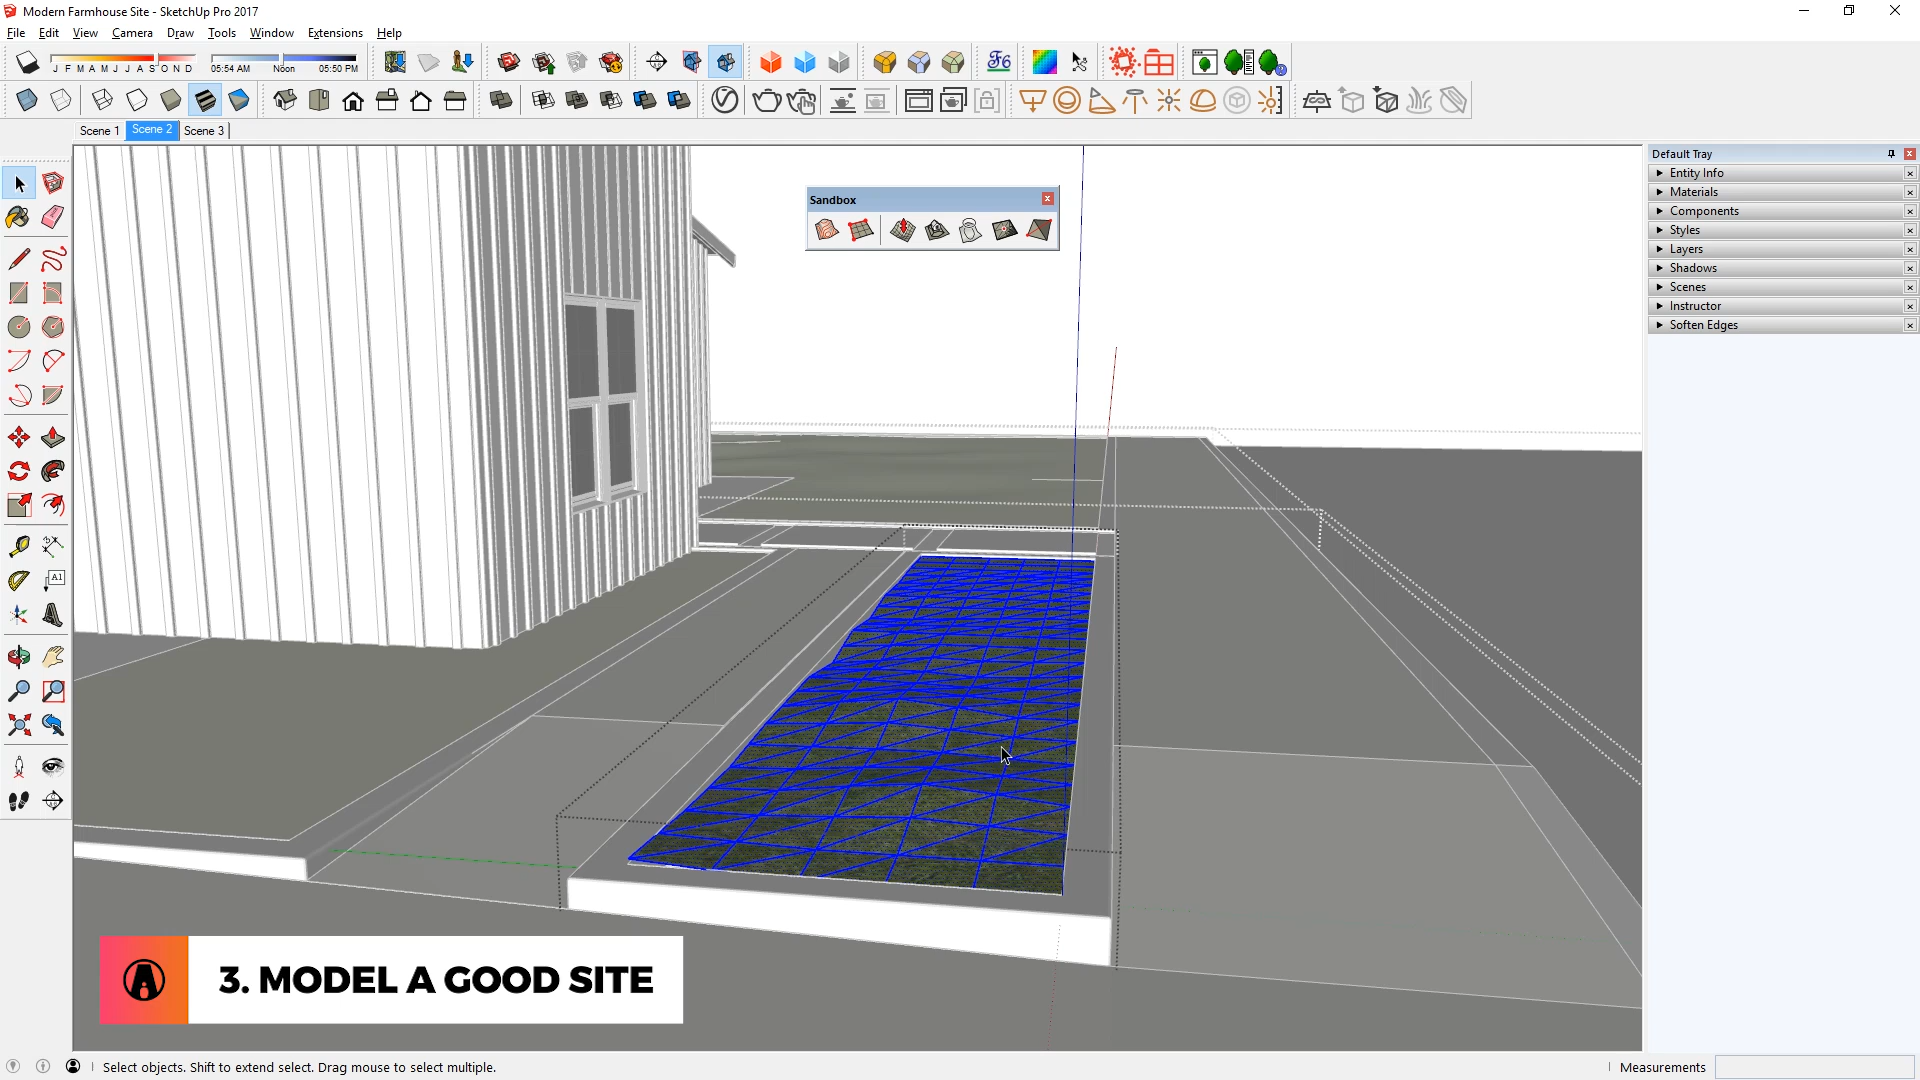 Modern Farmhouse Site - SketchUp Pro 2017
File Edit View Camera Draw Tools Window Extensions Help
J F M A M J J A S O N D
05:54 AM Noon 05:50 PM
Scene 1 Scene 2 Scene 3
Sandbox
Default Tray
Entity Info
Materials
Components
Styles
Layers
Shadows
Scenes
Instructor
Soften Edges
A1
3. MODEL A GOOD SITE
Select objects. Shift to extend select. Drag mouse to select multiple.
Measurements